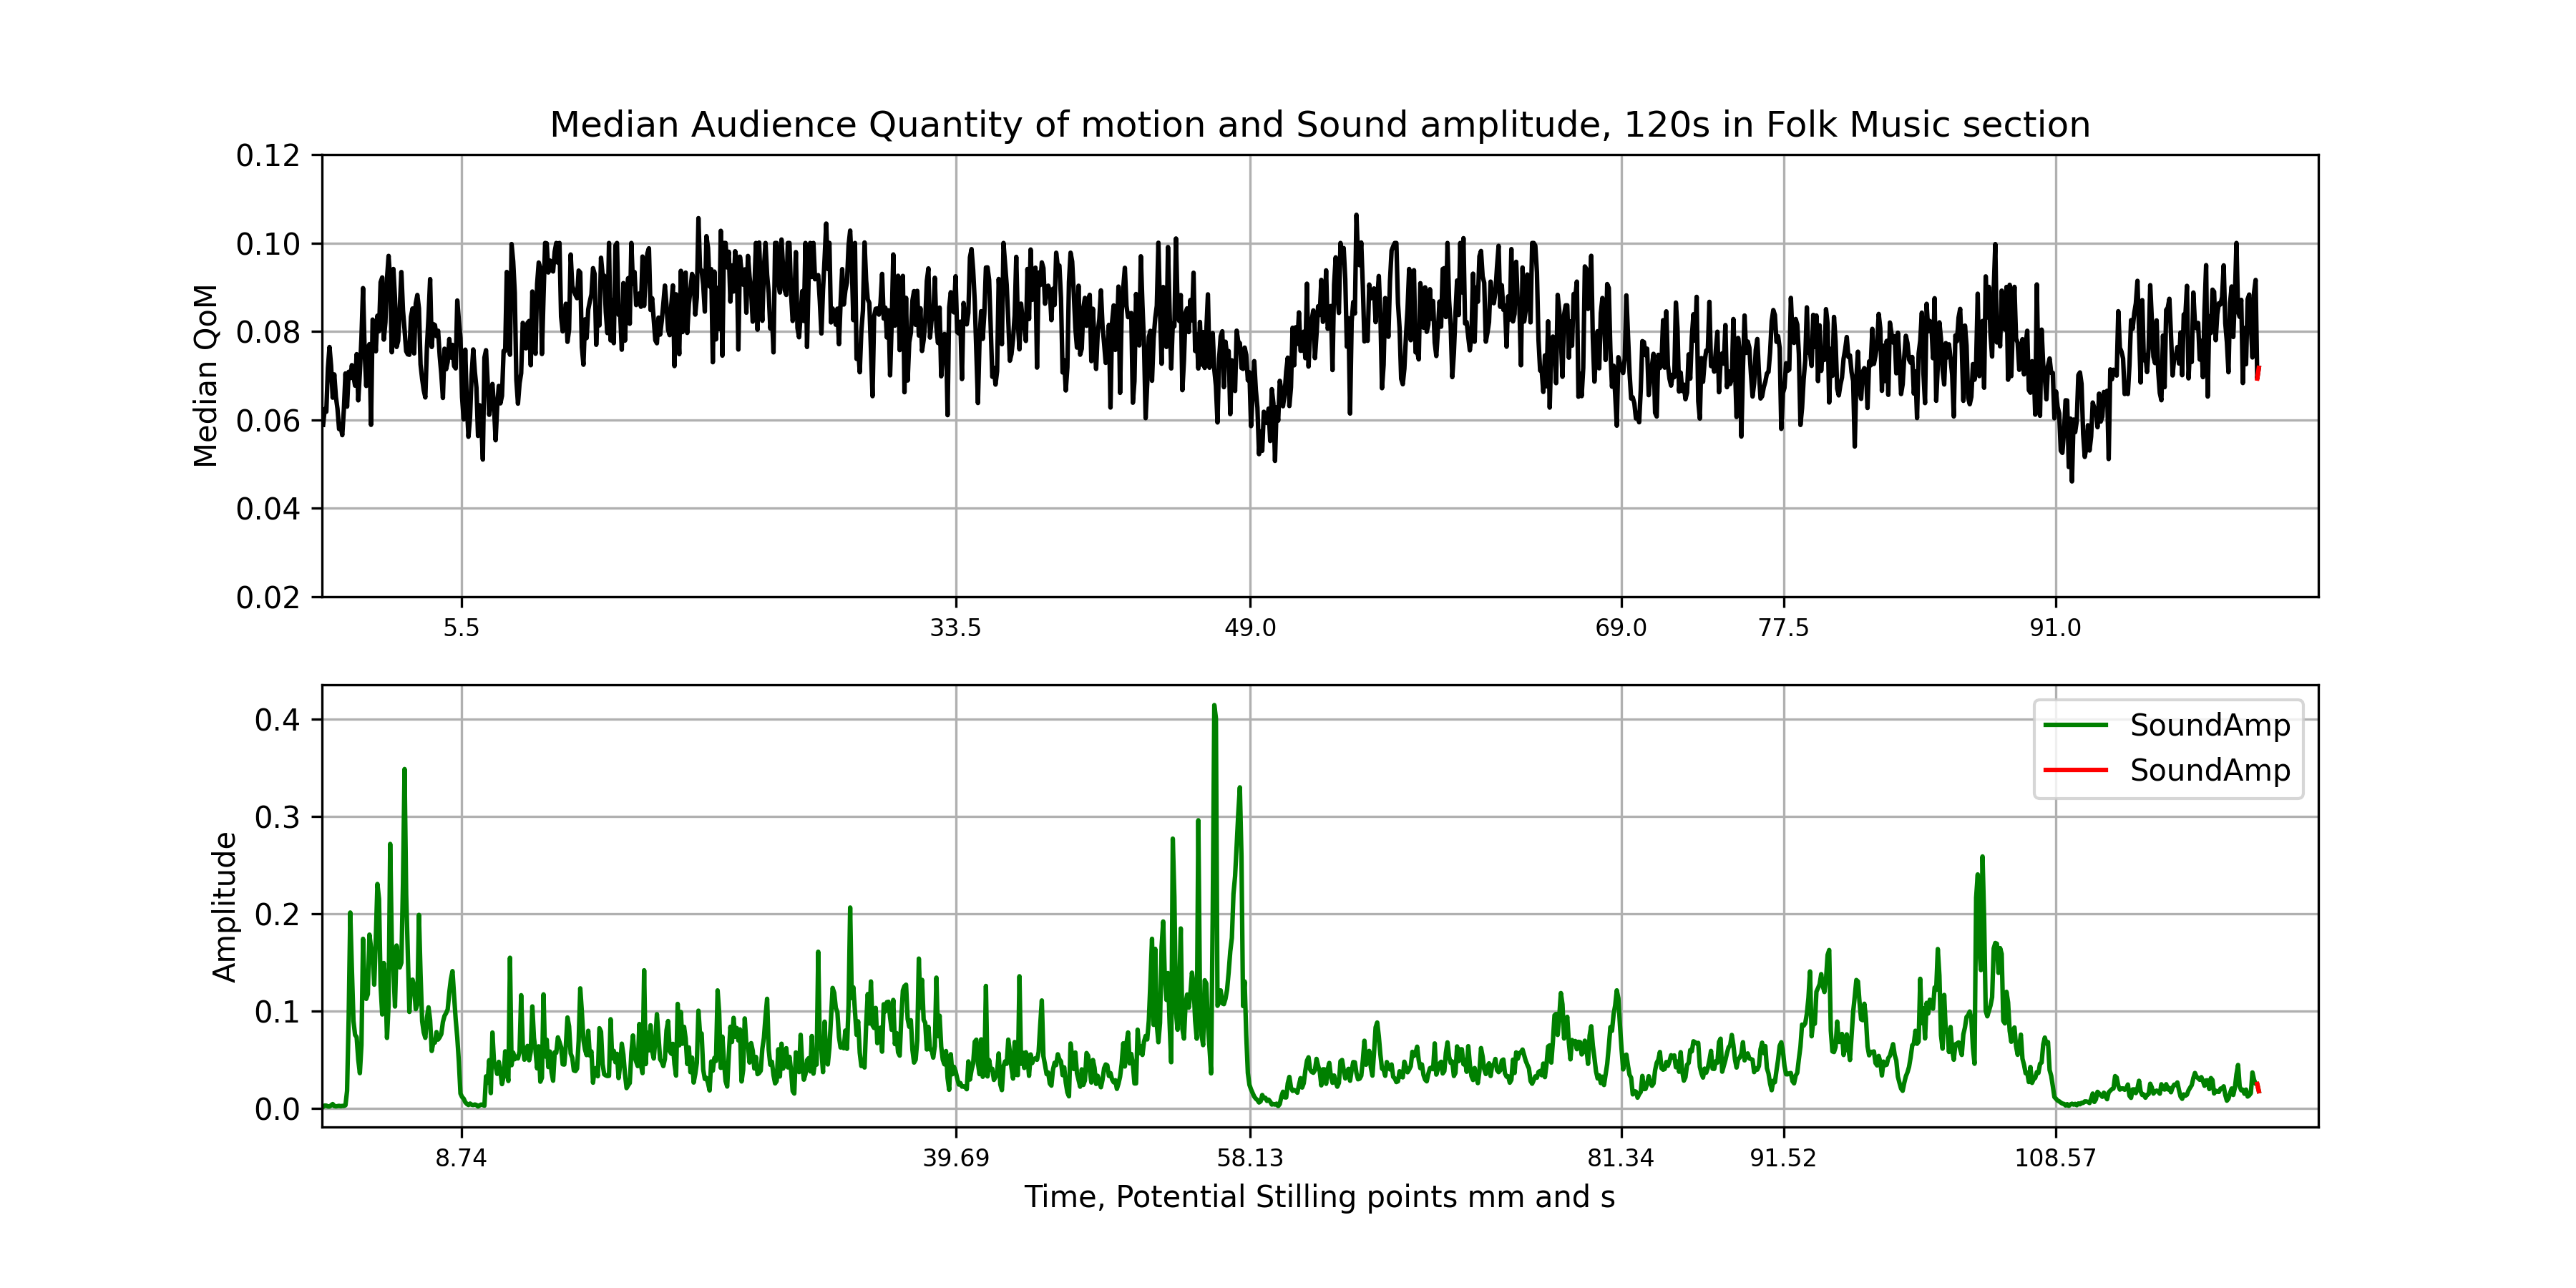 Median Audience Quantity of motion and Sound amplitude, 120s in Folk Music section
Median QoM
0.12
0.10
0.08
0.06
0.04
0.02
5.5 33.5 49.0 69.0 77.5 91.0
Amplitude
0.4
0.3
0.2
0.1
0.0
SoundAmp
SoundAmp
8.74 39.69 58.13 81.34 91.52 108.57
Time, Potential Stilling points mm and s